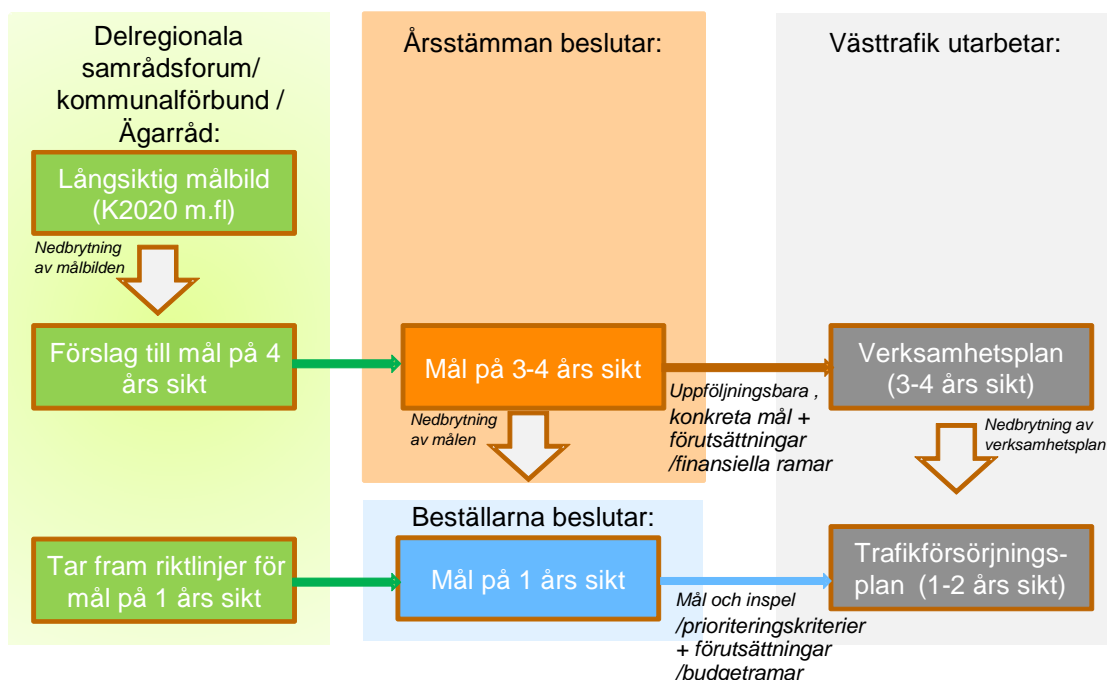 Delregionala
samrådsforum/
kommunalförbund /
Ägarråd:
Långsiktig målbild
(K2020 m.fl)
Nedbrytning
av målbilden
Förslag till mål på 4
års sikt
Tar fram riktlinjer för
mål på 1 års sikt
Årsstämman beslutar:
Mål på 3-4 års sikt
Nedbrytning
av målen
Uppföljningsbara ,
konkreta mål +
förutsättningar
/finansiella ramar
Beställarna beslutar:
Mål på 1 års sikt
Mål och inspel
/prioriteringskriterier
+ förutsättningar
/budgetramar
Västtrafik utarbetar:
Verksamhetsplan
(3-4 års sikt)
Nedbrytning av
verksamhetsplan
Trafikförsörjnings-
plan (1-2 års sikt)